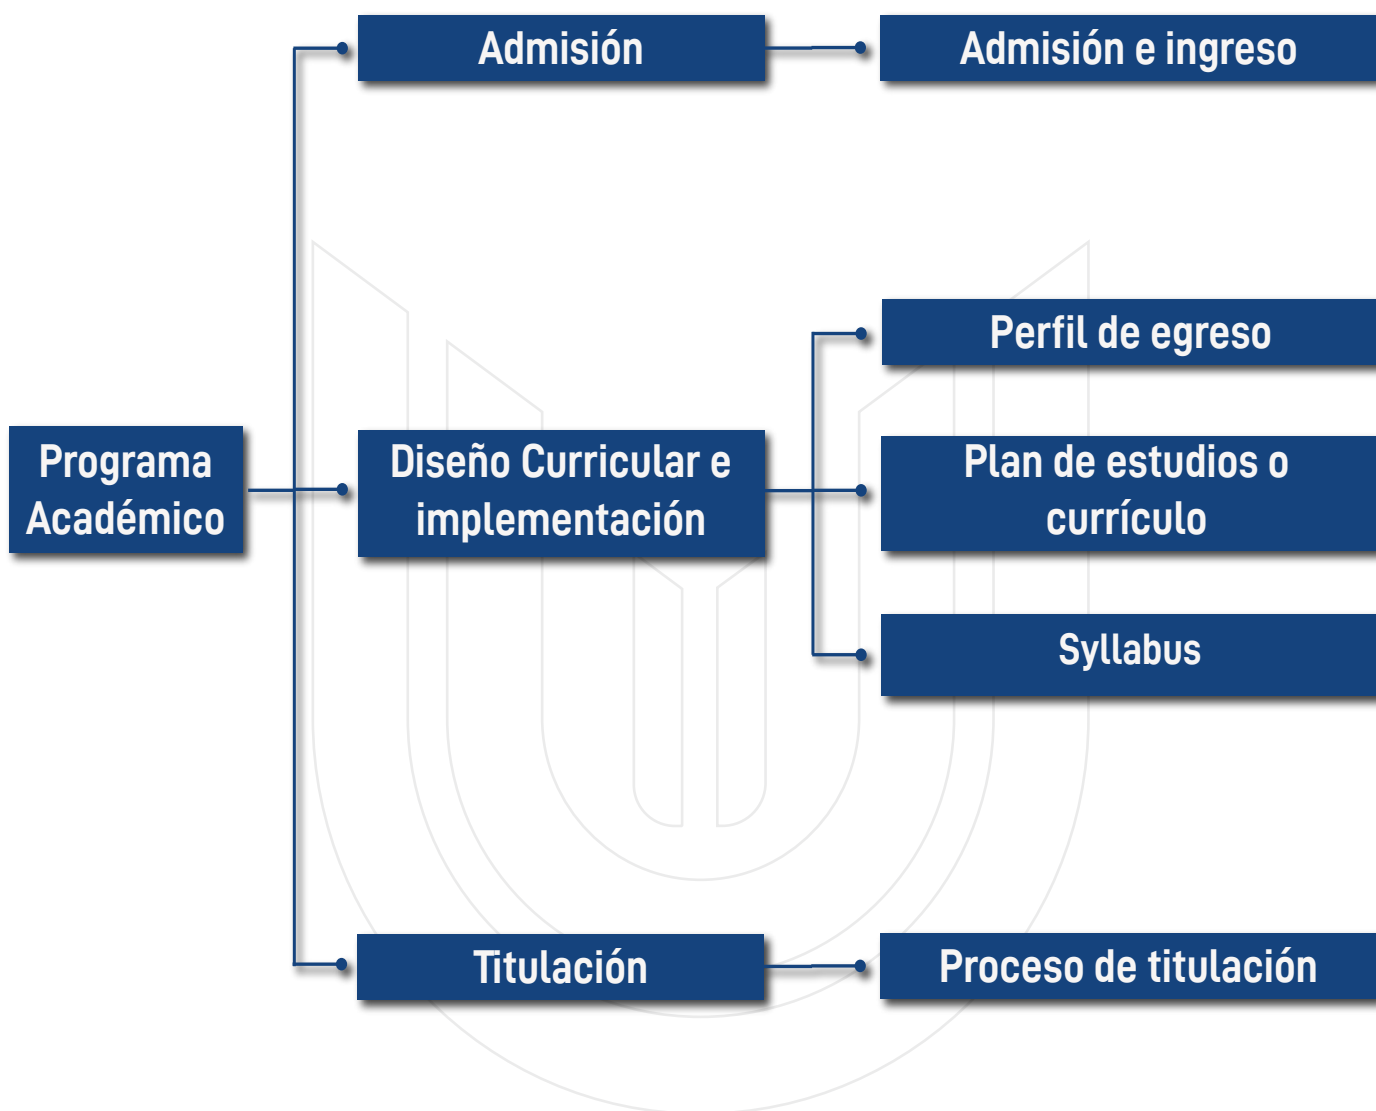 Admisión
Admisión e ingreso
Perfil de egreso
Programa
Académico
Diseño Curricular e
implementación
Plan de estudios o
currículo
Syllabus
Titulación
Proceso de titulación